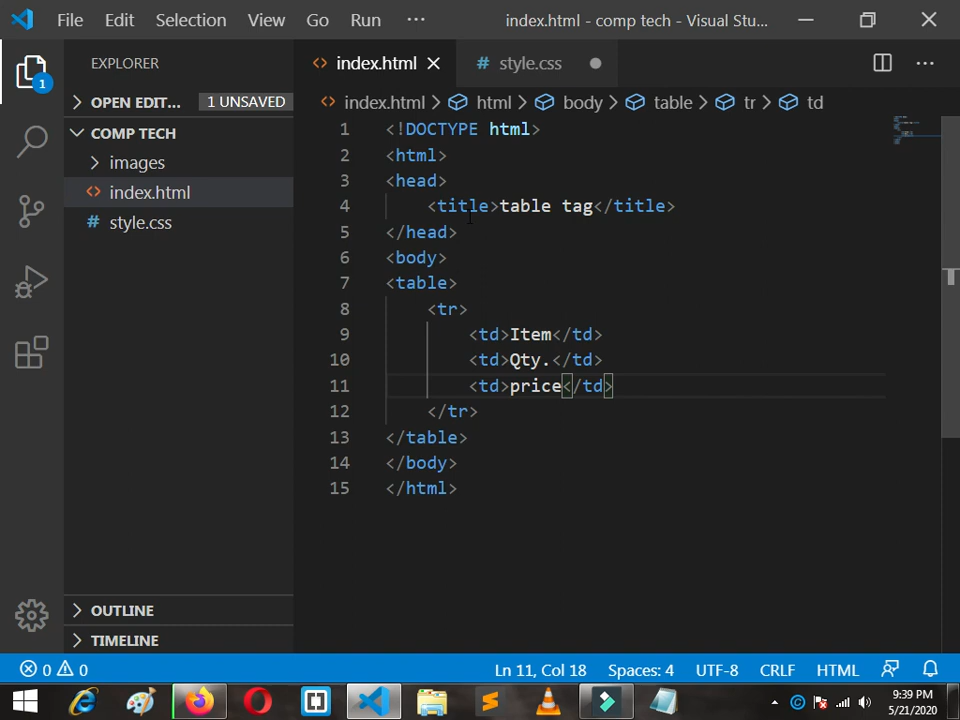 File Edit Selection View Go Run ··· index.html - comp tech - Visual Stu...
EXPLORER
index.html
# style.css
OPEN EDIT... 1 UNSAVED
index.html > html > body > table > tr > td
COMP TECH
images
index.html
# style.css
1
1 <!DOCTYPE html>
2 <html>
3 <head>
4 <title>table tag</title>
5 </head>
6 <body>
7 <table>
8 <tr>
9 <td>Item</td>
10 <td>Qty.</td>
11 <td>price</td>
12 </tr>
13 </table>
14 </body>
15 </html>
OUTLINE
TIMELINE
0 0 Ln 11, Col 18 Spaces: 4 UTF-8 CRLF HTML
9:39 PM
5/21/2020